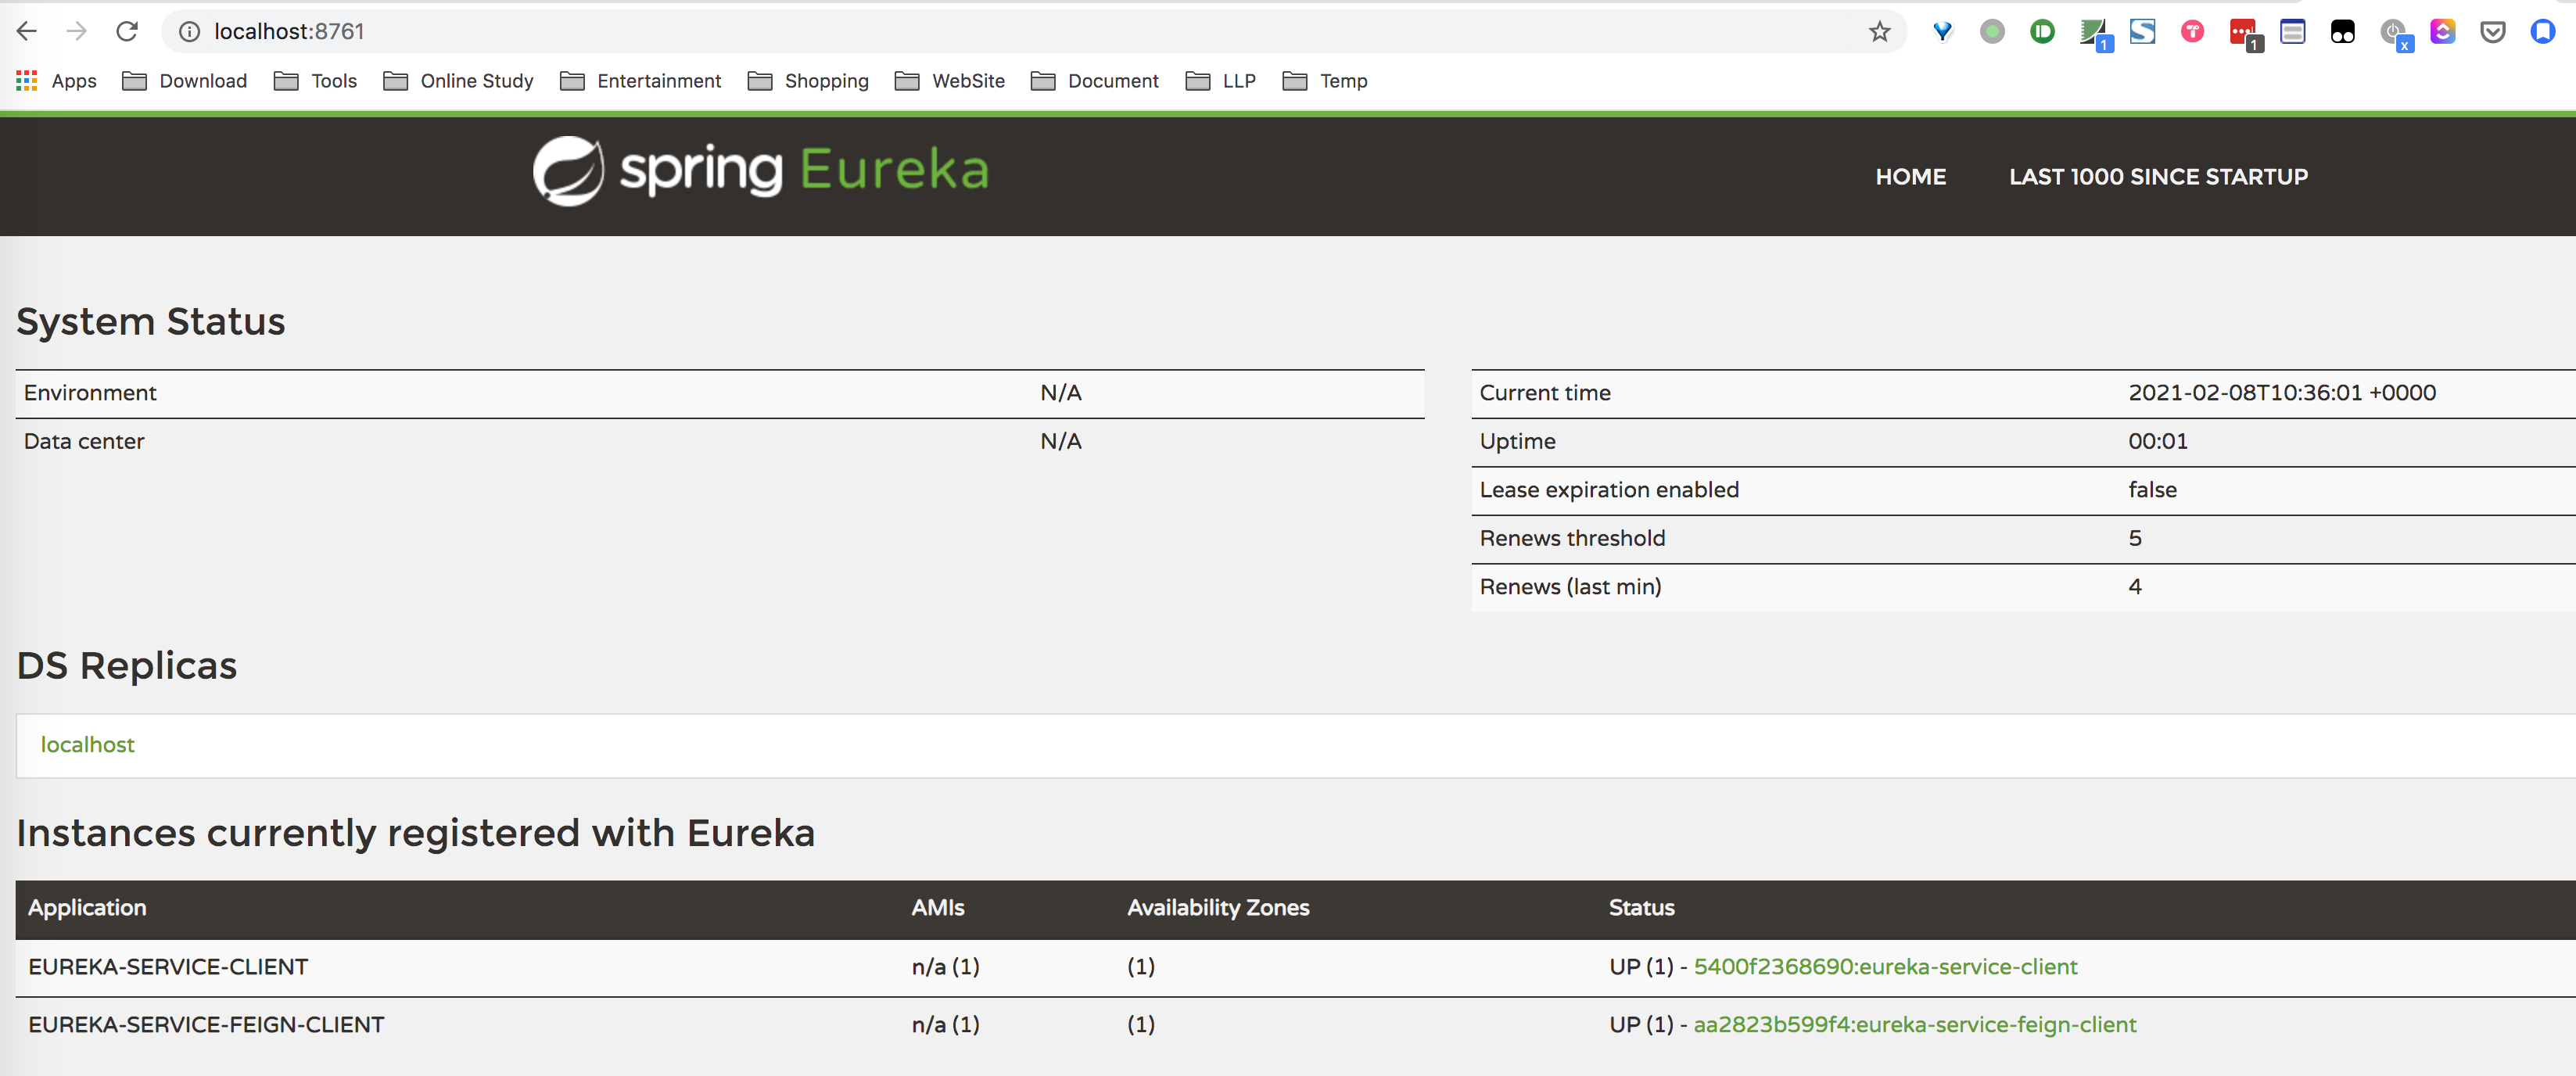 localhost:8761
1
1
x
Apps Download Tools Online Study Entertainment Shopping WebSite Document LLP Temp
spring Eureka
HOME LAST 1000 SINCE STARTUP
System Status
Environment N/A
Data center N/A
Current time 2021-02-08T10:36:01 +0000
Uptime 00:01
Lease expiration enabled false
Renews threshold 5
Renews (last min) 4
DS Replicas
localhost
Instances currently registered with Eureka
Application AMIs Availability Zones Status
EUREKA-SERVICE-CLIENT n/a (1) (1) UP (1) - 5400f2368690:eureka-service-client
EUREKA-SERVICE-FEIGN-CLIENT n/a (1) (1) UP (1) - aa2823b599f4:eureka-service-feign-client